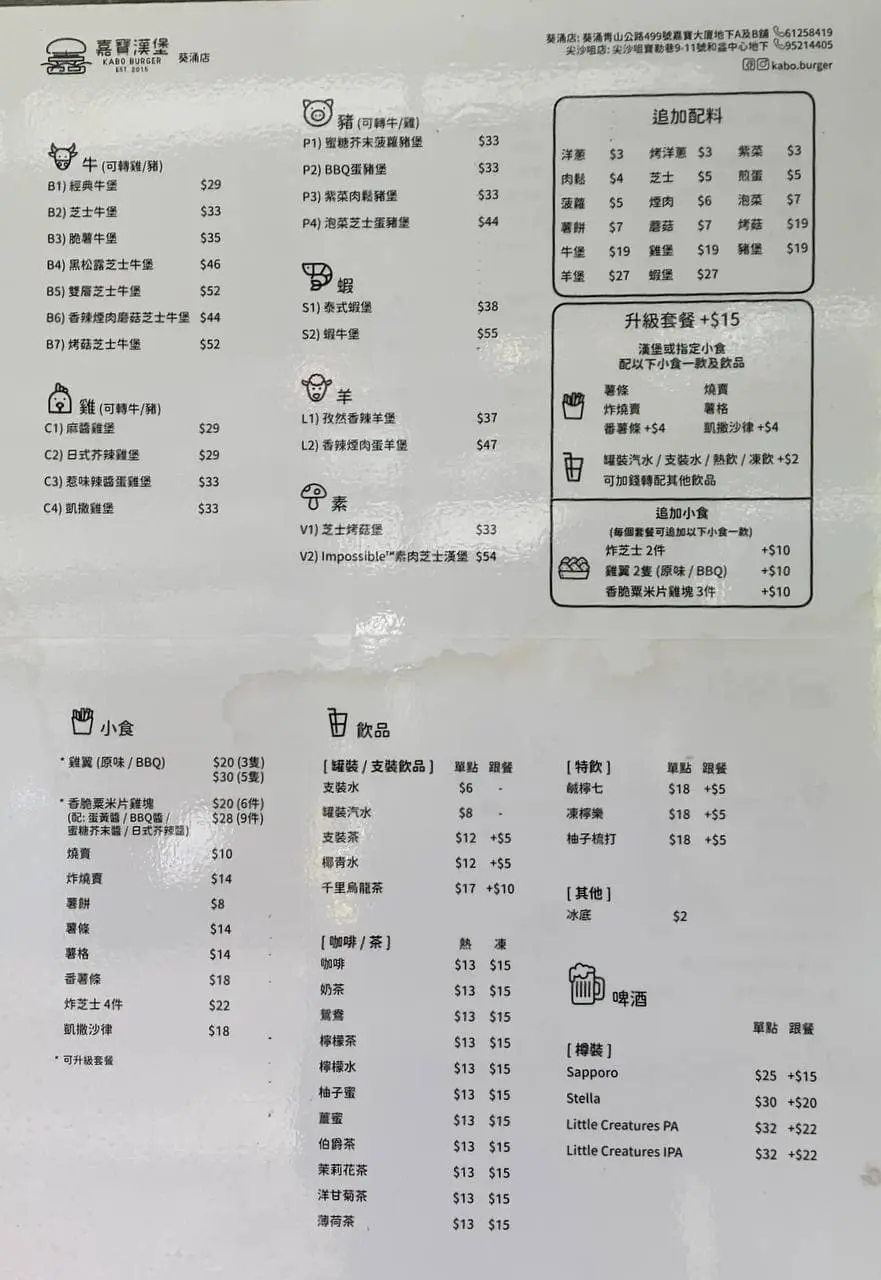 嘉寶漢堡
KABO BURGER
EST. 2015
葵涌店
葵涌店: 葵涌青山公路499號嘉寶大廈地下A及B舖 61258419
尖沙咀店: 尖沙咀寶勒巷9-11號和鑫中心地下 95214405
kabo.burger
牛 (可轉雞/豬)
B1) 經典牛堡 $29
B2) 芝士牛堡 $33
B3) 脆薯牛堡 $35
B4) 黑松露芝士牛堡 $46
B5) 雙層芝士牛堡 $52
B6) 香辣煙肉磨菇芝士牛堡 $44
B7) 烤菇芝士牛堡 $52
雞 (可轉牛/豬)
C1) 麻醬雞堡 $29
C2) 日式芥辣雞堡 $29
C3) 惹味辣醬蛋雞堡 $33
C4) 凱撒雞堡 $33
豬 (可轉牛/雞)
P1) 蜜糖芥末菠蘿豬堡 $33
P2) BBQ蛋豬堡 $33
P3) 紫菜肉鬆豬堡 $33
P4) 泡菜芝士蛋豬堡 $44
蝦
S1) 泰式蝦堡 $38
S2) 蝦牛堡 $55
羊
L1) 孜然香辣羊堡 $37
L2) 香辣煙肉蛋羊堡 $47
素
V1) 芝士烤菇堡 $33
V2) Impossible™素肉芝士漢堡 $54
追加配料
洋蔥 $3 烤洋蔥 $3 紫菜 $3
肉鬆 $4 芝士 $5 煎蛋 $5
菠蘿 $5 煙肉 $6 泡菜 $7
薯餅 $7 蘑菇 $7 烤菇 $19
牛堡 $19 雞堡 $19 豬堡 $19
羊堡 $27 蝦堡 $27
升級套餐 +$15
漢堡或指定小食
配以下小食一款及飲品
薯條 燒賣
炸燒賣 薯格
番薯條 +$4 凱撒沙律 +$4
罐裝汽水 / 支裝水 / 熱飲 / 凍飲 +$2
可加錢轉配其他飲品
追加小食
(每個套餐可追加以下小食一款)
炸芝士 2件 +$10
雞翼 2隻 (原味 / BBQ) +$10
香脆粟米片雞塊 3件 +$10
小食
* 雞翼 (原味 / BBQ) $20 (3隻)
$30 (5隻)
* 香脆粟米片雞塊 $20 (6件)
(配: 蛋黃醬 / BBQ醬 / $28 (9件)
蜜糖芥末醬 / 日式芥辣醬)
燒賣 $10
炸燒賣 $14
薯餅 $8
薯條 $14
薯格 $14
番薯條 $18
炸芝士 4件 $22
凱撒沙律 $18
* 可升級套餐
飲品
[ 罐裝 / 支裝飲品 ] 單點 跟餐
支裝水 $6 -
罐裝汽水 $8 -
支裝茶 $12 +$5
椰青水 $12 +$5
千里烏龍茶 $17 +$10
[ 咖啡 / 茶 ] 熱 凍
咖啡 $13 $15
奶茶 $13 $15
鴛鴦 $13 $15
檸檬茶 $13 $15
檸檬水 $13 $15
柚子蜜 $13 $15
薑蜜 $13 $15
伯爵茶 $13 $15
茉莉花茶 $13 $15
洋甘菊茶 $13 $15
薄荷茶 $13 $15
[ 特飲 ] 單點 跟餐
鹹檸七 $18 +$5
凍檸樂 $18 +$5
柚子梳打 $18 +$5
[ 其他 ]
冰底 $2
啤酒
單點 跟餐
[ 樽裝 ]
Sapporo $25 +$15
Stella $30 +$20
Little Creatures PA $32 +$22
Little Creatures IPA $32 +$22